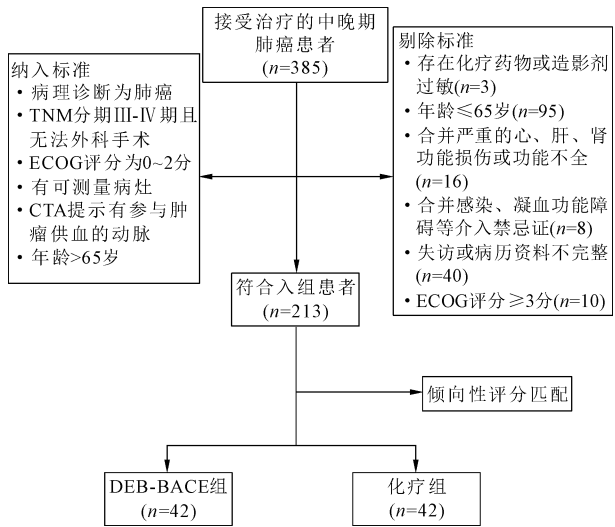 接受治疗的中晚期
肺癌患者
(n=385)
纳入标准
• 病理诊断为肺癌
• TNM分期Ⅲ-Ⅳ期且
无法外科手术
• ECOG评分为0~2分
• 有可测量病灶
• CTA提示有参与肿
瘤供血的动脉
• 年龄>65岁
剔除标准
• 存在化疗药物或造影剂
过敏(n=3)
• 年龄≤65岁(n=95)
• 合并严重的心、肝、肾
功能损伤或功能不全
(n=16)
• 合并感染、凝血功能障
碍等介入禁忌证(n=8)
• 失访或病历资料不完整
(n=40)
• ECOG评分≥3分(n=10)
符合入组患者
(n=213)
倾向性评分匹配
DEB-BACE组
(n=42)
化疗组
(n=42)